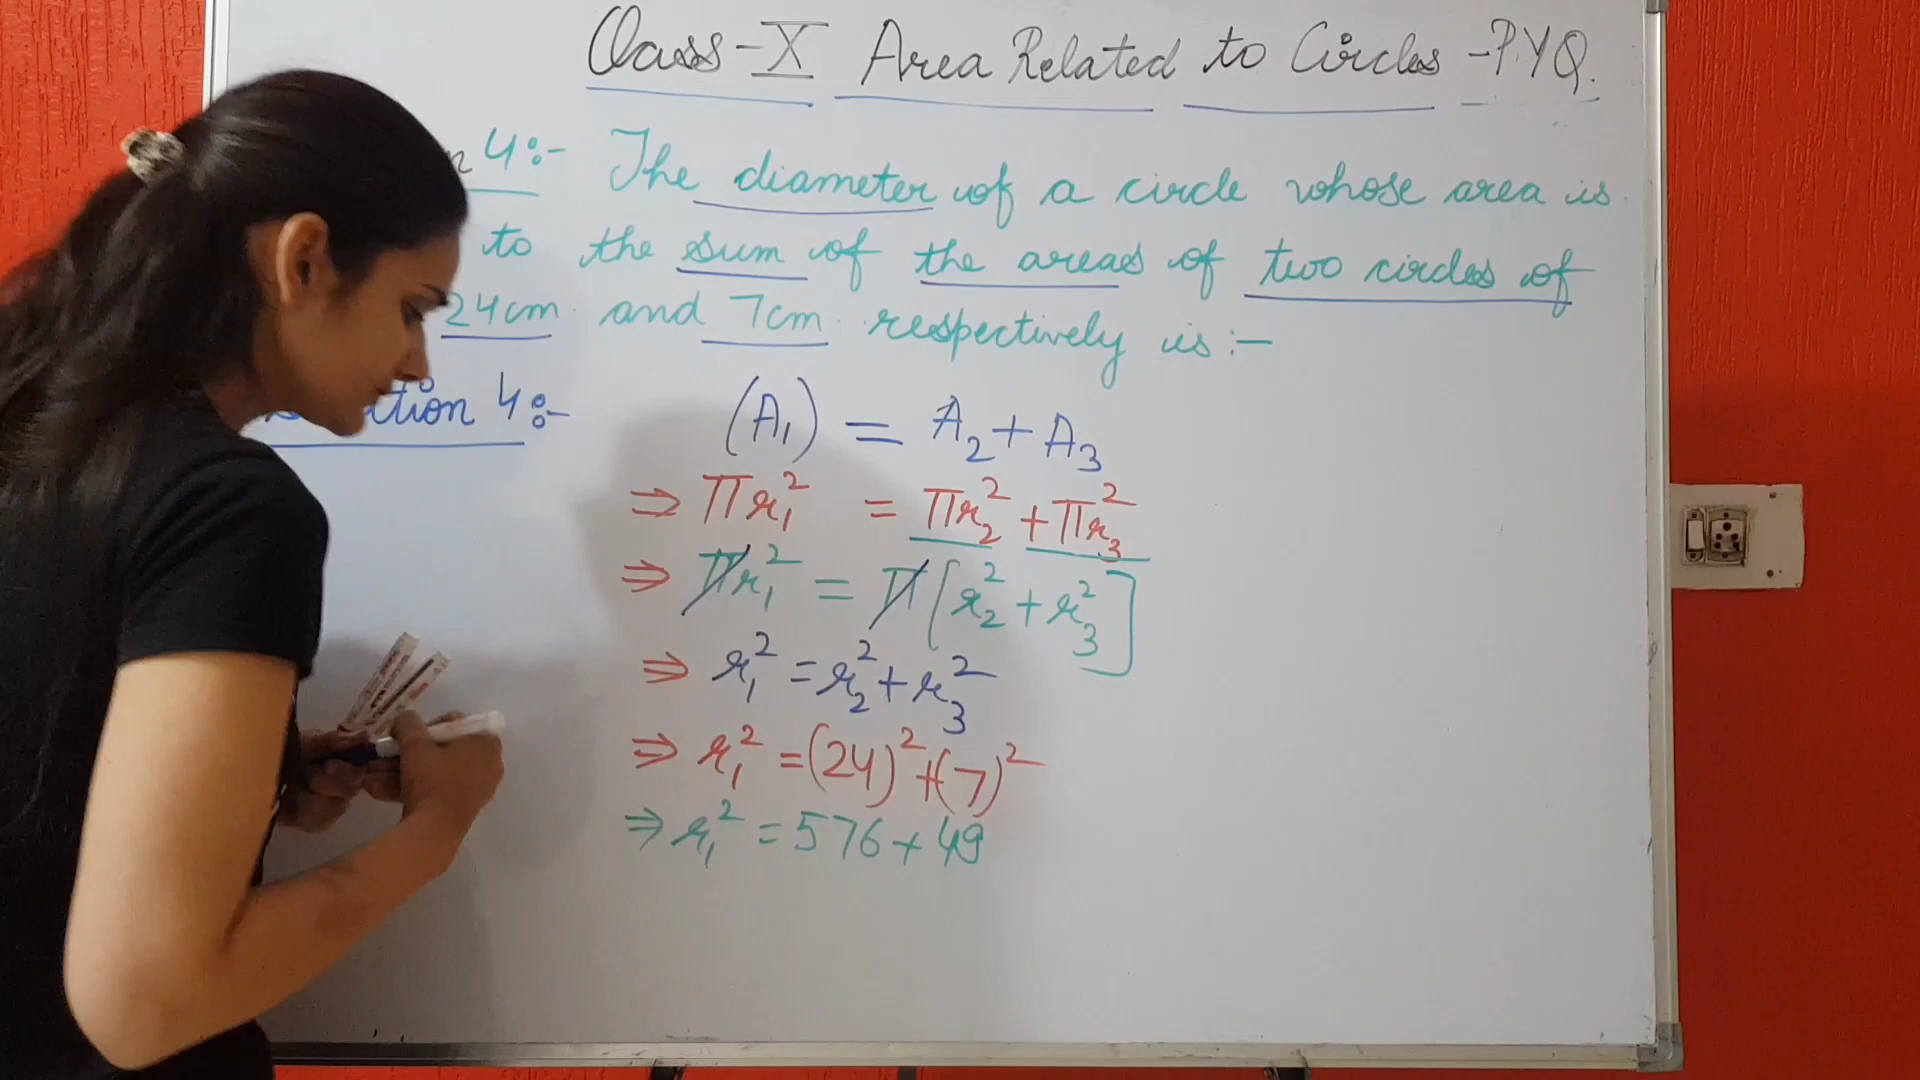 Class-X Area Related to Circles -P.Y.Q.
n 4:- The diameter of a circle whose area is
to the sum of the areas of two circles of
24cm and 7cm respectively is :-
tion 4:-
(A₁) = A₂ + A₃
⇒ πr₁² = πr₂² + πr₃²
⇒ πr₁² = π[r₂² + r₃²]
⇒ r₁² = r₂² + r₃²
⇒ r₁² = (24)² + (7)²
⇒ r₁² = 576 + 49